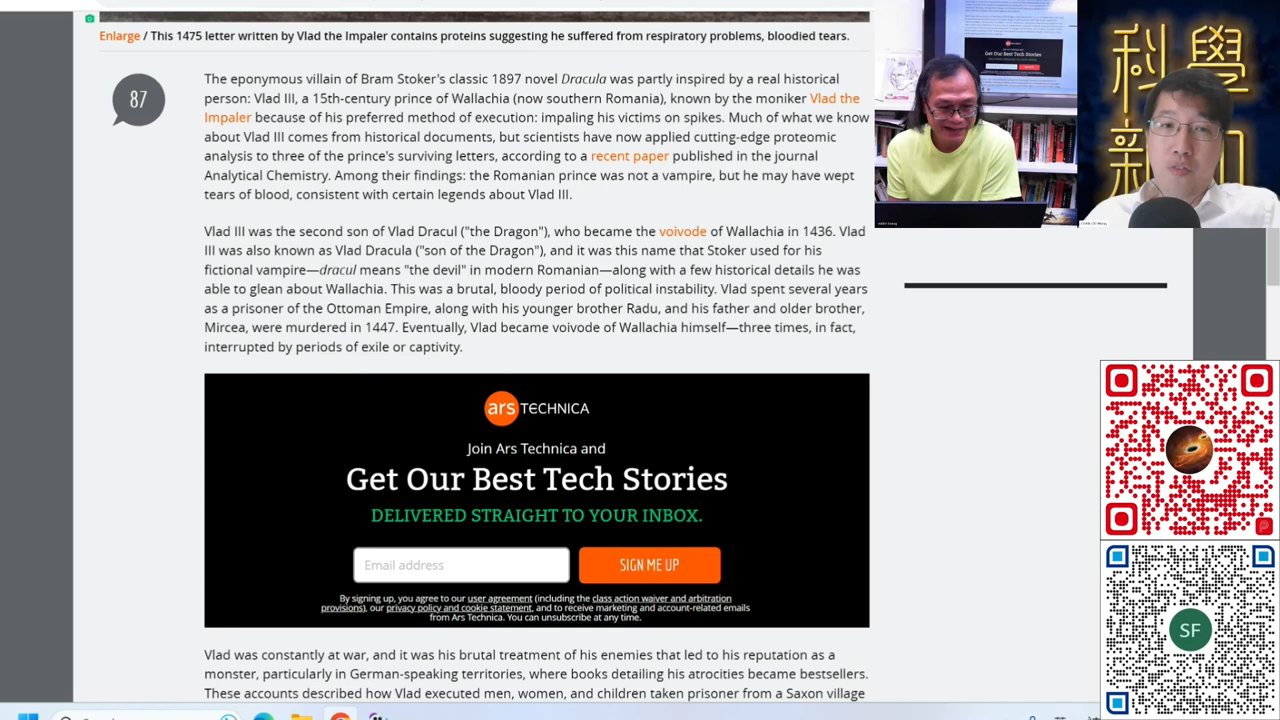 Enlarge / This 1475 letter written by Vlad the Impaler contains proteins suggesting he suffered from respiratory problems and bloodied tears.
87
The eponymous villain of Bram Stoker's classic 1897 novel Dracula was partly inspired by a real historical
person: Vlad III, a 15th century prince of Wallachia (now southern Romania), known by the moniker Vlad the
Impaler because of his preferred method of execution: impaling his victims on spikes. Much of what we know
about Vlad III comes from historical documents, but scientists have now applied cutting-edge proteomic
analysis to three of the prince's surviving letters, according to a recent paper published in the journal
Analytical Chemistry. Among their findings: the Romanian prince was not a vampire, but he may have wept
tears of blood, consistent with certain legends about Vlad III.
Vlad III was the second son of Vlad Dracul ("the Dragon"), who became the voivode of Wallachia in 1436. Vlad
III was also known as Vlad Dracula ("son of the Dragon"), and it was this name that Stoker used for his
fictional vampire—dracul means "the devil" in modern Romanian—along with a few historical details he was
able to glean about Wallachia. This was a brutal, bloody period of political instability. Vlad spent several years
as a prisoner of the Ottoman Empire, along with his younger brother Radu, and his father and older brother,
Mircea, were murdered in 1447. Eventually, Vlad became voivode of Wallachia himself—three times, in fact,
interrupted by periods of exile or captivity.
ars TECHNICA
Join Ars Technica and
Get Our Best Tech Stories
DELIVERED STRAIGHT TO YOUR INBOX.
Email address
SIGN ME UP
By signing up, you agree to our user agreement (including the class action waiver and arbitration
provisions), our privacy policy and cookie statement, and to receive marketing and account-related emails
from Ars Technica. You can unsubscribe at any time.
Vlad was constantly at war, and it is his brutal treatment of his enemies that led to his reputation as a
monster, particularly in German-speaking territories, where books detailing his atrocities became bestsellers.
These accounts described how Vlad executed men, women, and children taken prisoner from a Saxon village
Get Our Best Tech Stories
科學
新
SF